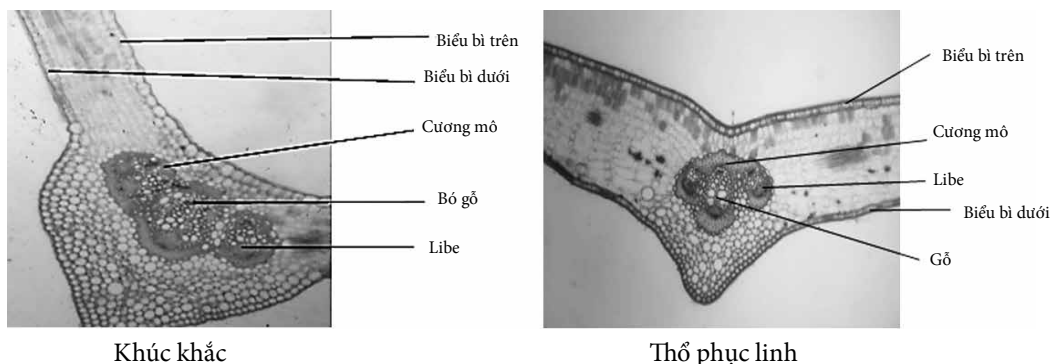 Biểu bì trên
Biểu bì dưới
Cương mô
Bó gỗ
Libe
Khúc khắc
Biểu bì trên
Cương mô
Libe
Biểu bì dưới
Gỗ
Thổ phục linh